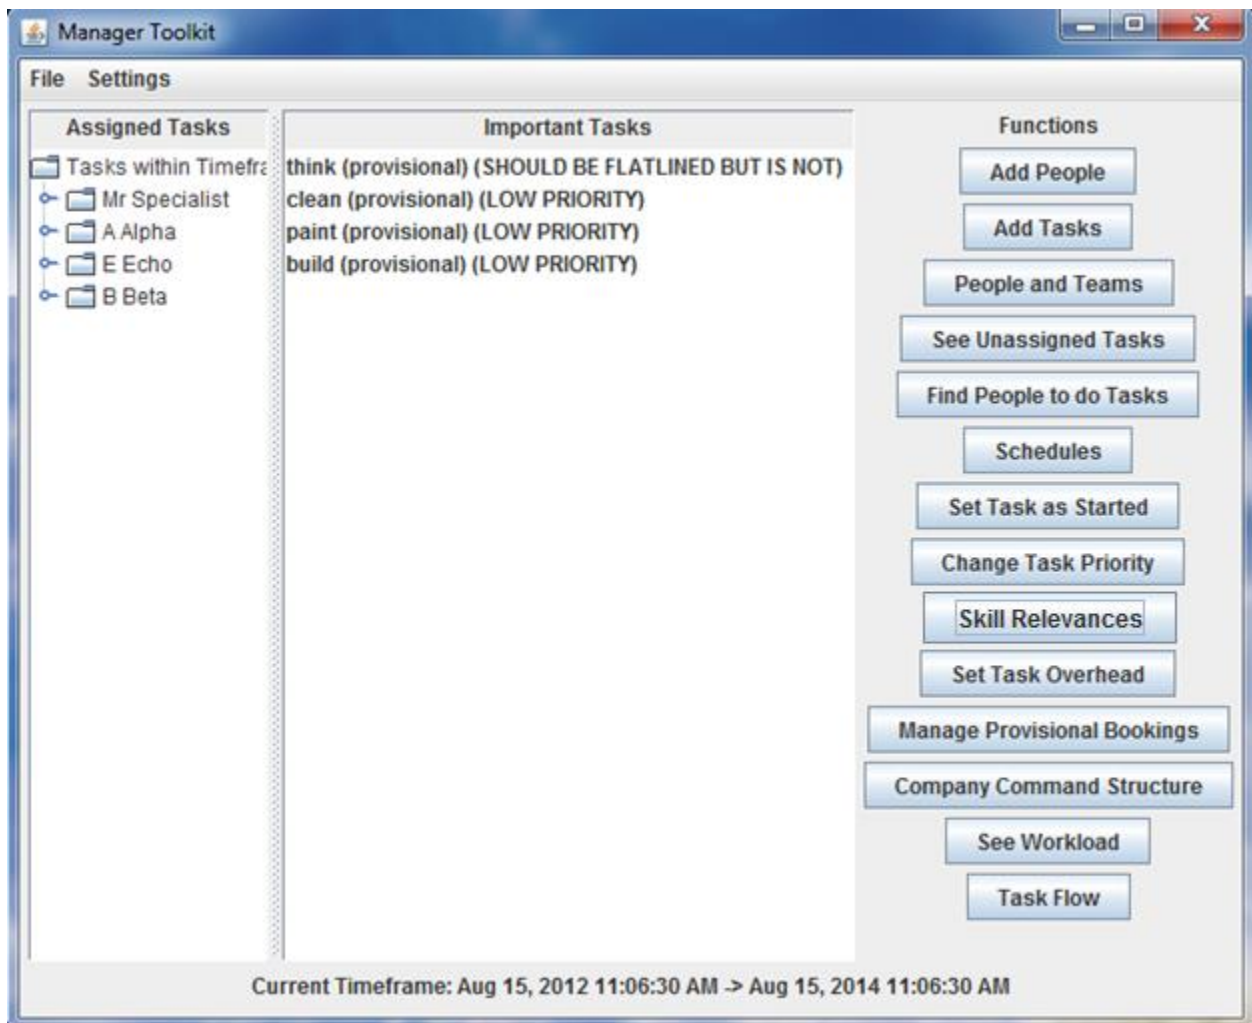 Manager Toolkit
File Settings
Assigned Tasks
Tasks within Timefra
Mr Specialist
A Alpha
E Echo
B Beta
Important Tasks
think (provisional) (SHOULD BE FLATLINED BUT IS NOT)
clean (provisional) (LOW PRIORITY)
paint (provisional) (LOW PRIORITY)
build (provisional) (LOW PRIORITY)
Functions
Add People
Add Tasks
People and Teams
See Unassigned Tasks
Find People to do Tasks
Schedules
Set Task as Started
Change Task Priority
Skill Relevances
Set Task Overhead
Manage Provisional Bookings
Company Command Structure
See Workload
Task Flow
Current Timeframe: Aug 15, 2012 11:06:30 AM -> Aug 15, 2014 11:06:30 AM